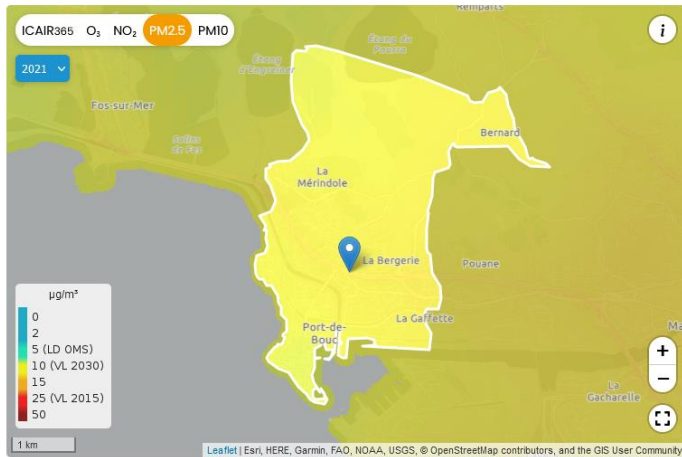 Remparts
ICAIR365 O₃ NO₂ PM2.5 PM10
i
2021
Étang du
Pourra
Étang
d'Engrenier
Fos-sur-Mer
Salins
de Fos
Bernard
La
Mérindole
La Bergerie
Pouane
La Gaffette
Port-de-
Bouc
La
Gacharelle
µg/m³
0
2
5 (LD OMS)
10 (VL 2030)
15
25 (VL 2015)
50
+
−
1 km
Leaflet | Esri, HERE, Garmin, FAO, NOAA, USGS, © OpenStreetMap contributors, and the GIS User Community